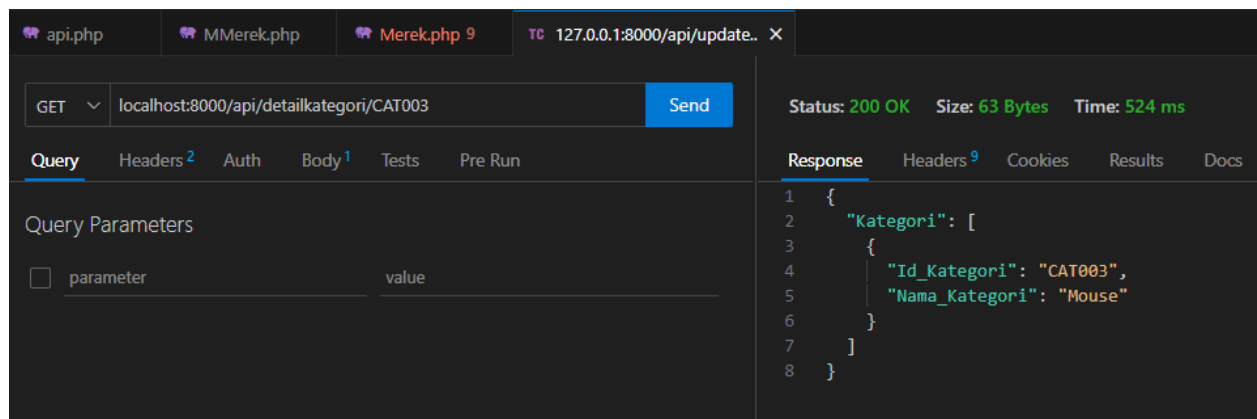 api.php MMerek.php Merek.php 9 TC 127.0.0.1:8000/api/update.. ×
GET localhost:8000/api/detailkategori/CAT003 Send
Query Headers 2 Auth Body 1 Tests Pre Run
Query Parameters
parameter value
Status: 200 OK Size: 63 Bytes Time: 524 ms
Response Headers 9 Cookies Results Docs
1 {
2 "Kategori": [
3 {
4 "Id_Kategori": "CAT003",
5 "Nama_Kategori": "Mouse"
6 }
7 ]
8 }